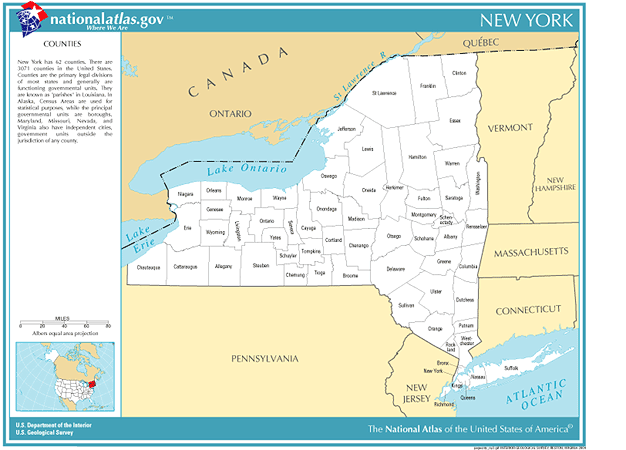 nationalatlas.gov™
Where We Are
NEW YORK
COUNTIES
New York has 62 counties. There are
3071 counties in the United States.
Counties are the primary legal divisions
of most states and generally are
functioning governmental units. They
are known as "parishes" in Louisiana. In
Alaska, Census Areas are used for
statistical purposes, while the principal
governmental units are boroughs.
Maryland, Missouri, Nevada, and
Virginia also have independent cities,
government units outside the
jurisdiction of any county.
MILES
0 20 40 60 80
Albers equal area projection
U.S. Department of the Interior
U.S. Geological Survey
CANADA
ONTARIO
QUÉBEC
St Lawrence R
Lake Ontario
Lake
Erie
VERMONT
NEW
HAMPSHIRE
MASSACHUSETTS
CONNECTICUT
PENNSYLVANIA
NEW
JERSEY
ATLANTIC
OCEAN
Clinton
Franklin
St Lawrence
Essex
Jefferson
Lewis
Hamilton
Warren
Washington
Oswego
Oneida
Herkimer
Fulton
Saratoga
Niagara
Orleans
Monroe
Wayne
Genesee
Onondaga
Madison
Montgomery
Schen-
ectady
Rensselaer
Erie
Wyoming
Livingston
Ontario
Yates
Seneca
Cayuga
Cortland
Chenango
Otsego
Schoharie
Albany
Schuyler
Tompkins
Greene
Columbia
Chautauqua
Cattaraugus
Allegany
Steuben
Chemung
Tioga
Broome
Delaware
Ulster
Dutchess
Sullivan
Orange
Putnam
West-
chester
Rock-
land
Bronx
New York
Nassau
Suffolk
Kings
Queens
Richmond
The National Atlas of the United States of America®